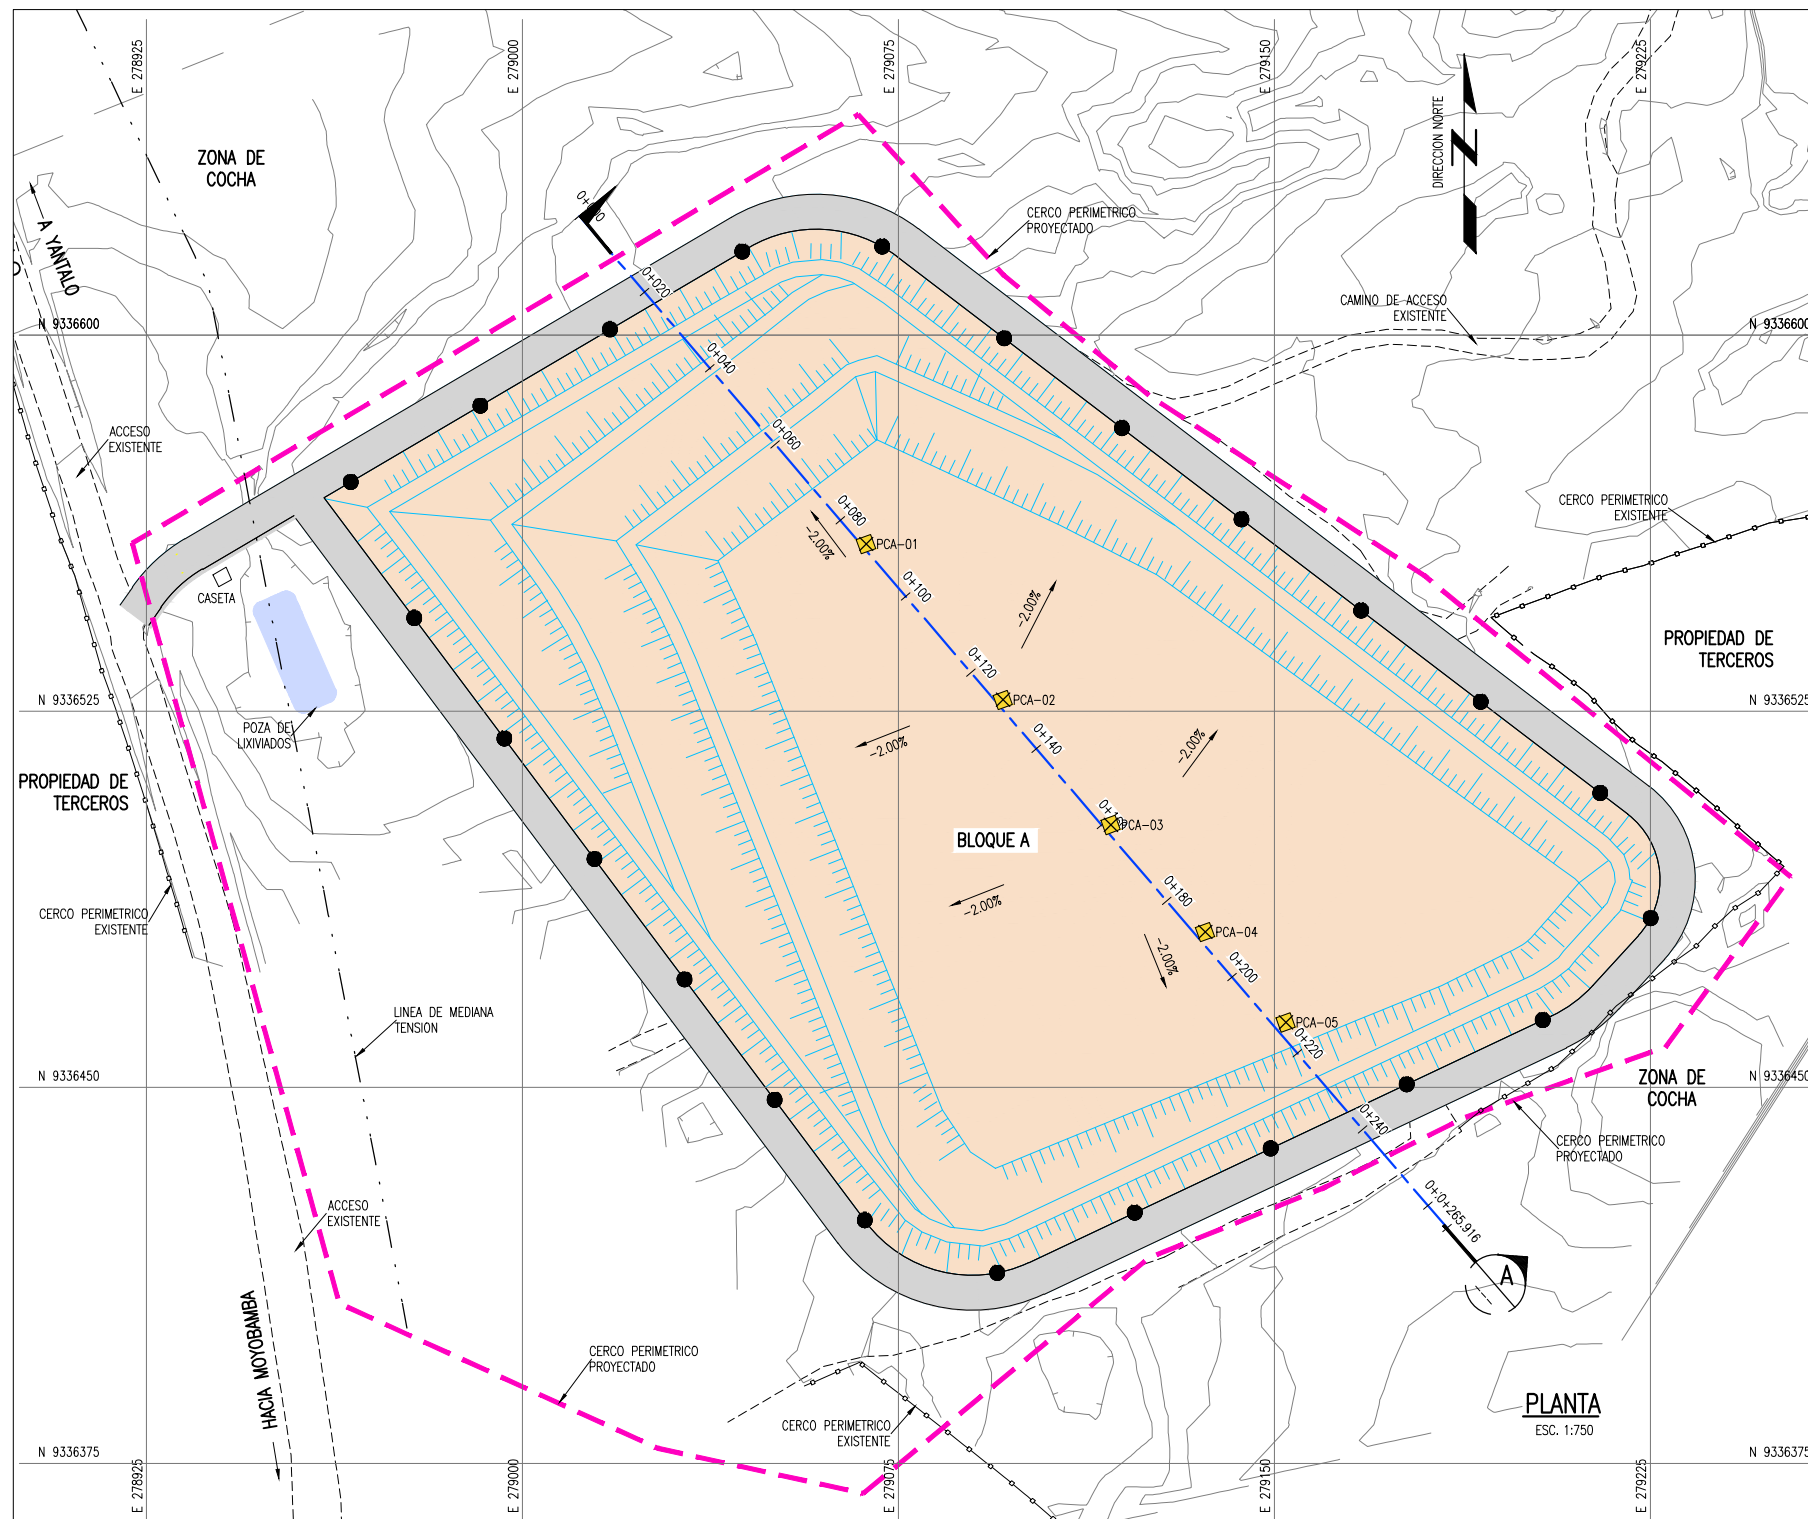 E 278925
E 279000
E 279075
E 279150
E 279225
DIRECCION NORTE
N
ZONA DE
COCHA
A YANTALO
CERCO PERIMETRICO
PROYECTADO
CAMINO DE ACCESO
EXISTENTE
N 9336600
N 9336600
0+020
0+040
0+060
0+080
0+100
0+120
0+140
0+180
0+200
0+220
0+240
0+265.916
ACCESO
EXISTENTE
CERCO PERIMETRICO
EXISTENTE
PCA-01
PCA-02
PCA-03
PCA-04
PCA-05
-2.00%
-2.00%
-2.00%
-2.00%
-2.00%
-2.00%
CASETA
POZA DE
LIXIVIADOS
PROPIEDAD DE
TERCEROS
N 9336525
N 9336525
PROPIEDAD DE
TERCEROS
BLOQUE A
CERCO PERIMETRICO
EXISTENTE
LINEA DE MEDIANA
TENSION
N 9336450
N 9336450
ZONA DE
COCHA
CERCO PERIMETRICO
PROYECTADO
ACCESO
EXISTENTE
A
HACIA MOYOBAMBA
CERCO PERIMETRICO
PROYECTADO
CERCO PERIMETRICO
EXISTENTE
PLANTA
ESC. 1:750
N 9336375
N 9336375
E 278925
E 279000
E 279075
E 279150
E 279225